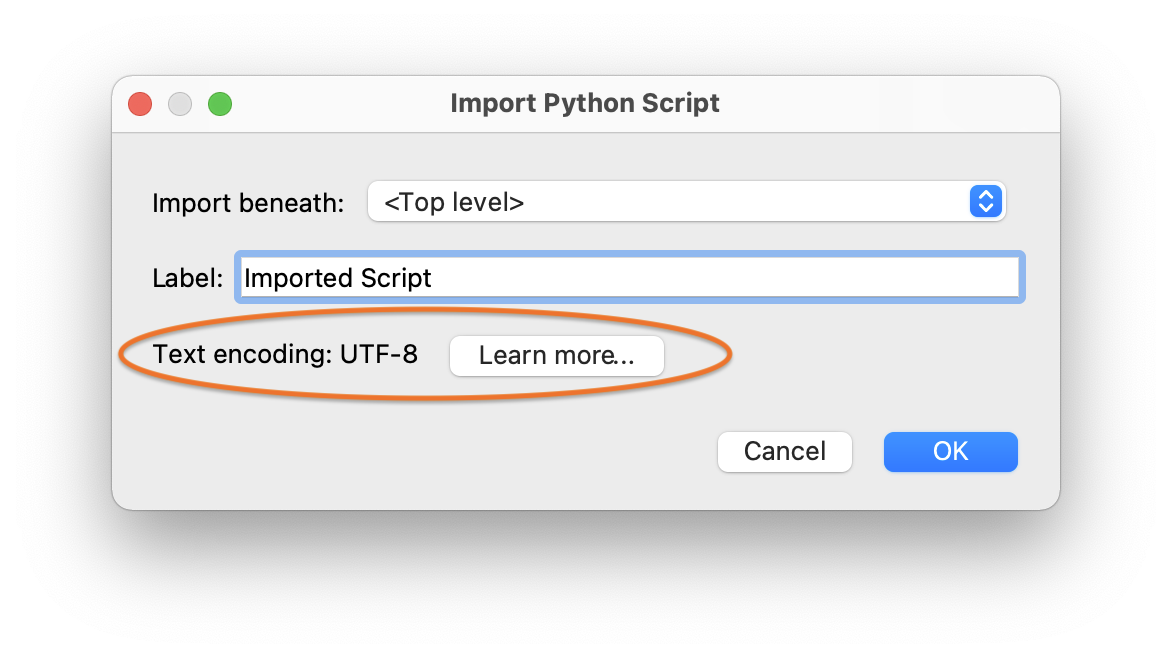 Import Python Script
Import beneath: <Top level>
Label: Imported Script
Text encoding: UTF-8 Learn more...
Cancel OK